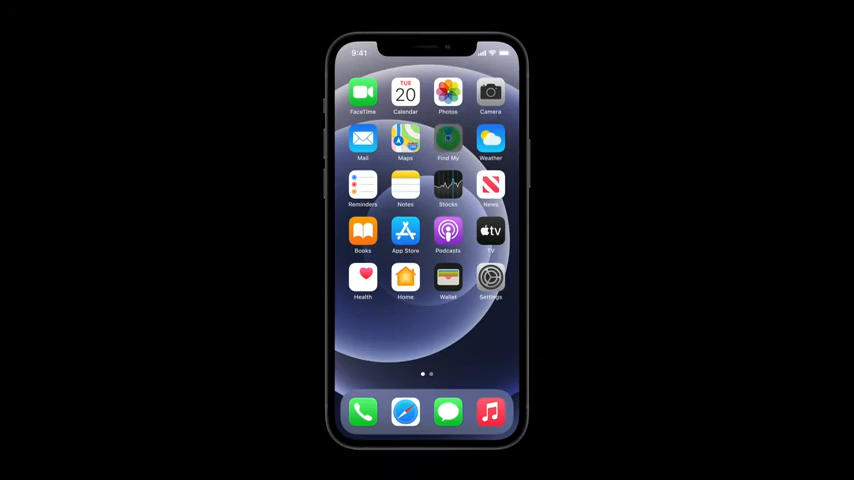 9:41
TUE
20
FaceTime Calendar Photos Camera
Mail Maps Find My Weather
Reminders Notes Stocks News
tv
Books App Store Podcasts TV
Health Home Wallet Settings